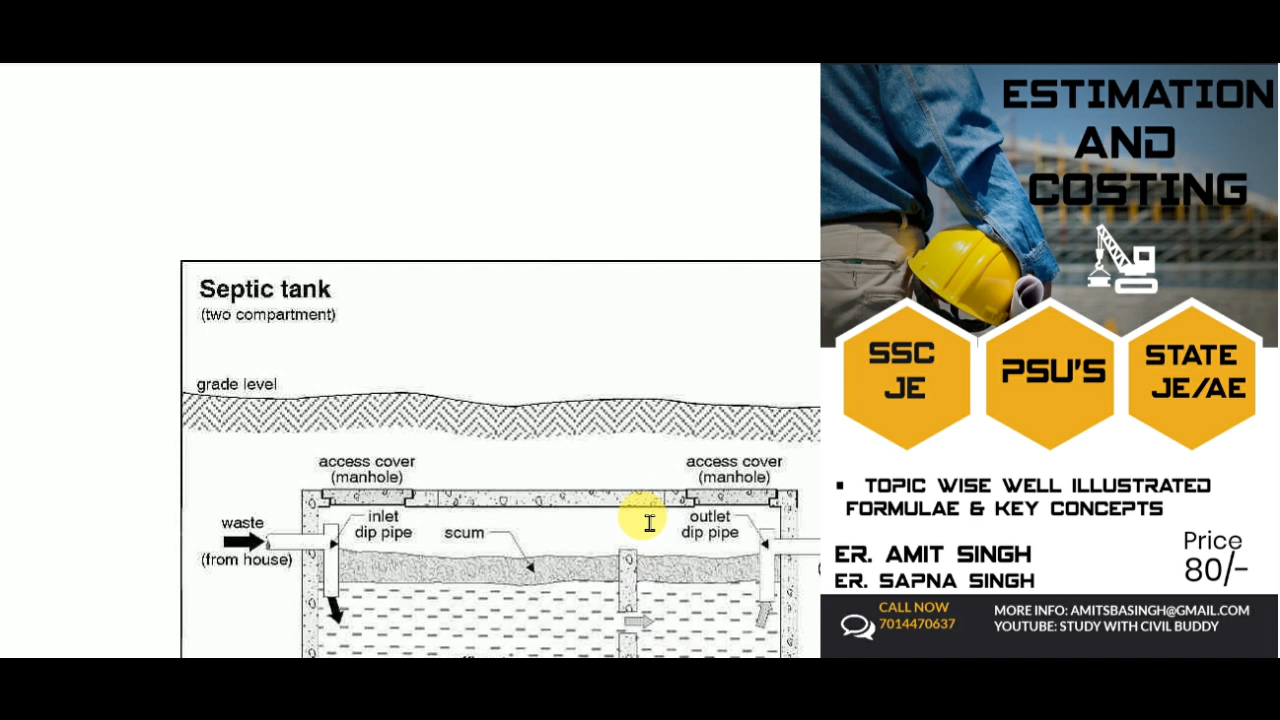 Septic tank
(two compartment)
grade level
access cover
(manhole)
access cover
(manhole)
waste
(from house)
inlet
dip pipe
scum
outlet
dip pipe
ESTIMATION
AND
COSTING
SSC
JE
PSU'S
STATE
JE/AE
▪ TOPIC WISE WELL ILLUSTRATED
FORMULAE & KEY CONCEPTS
ER. AMIT SINGH
ER. SAPNA SINGH
Price
80/-
CALL NOW
7014470637
MORE INFO: AMITSBASINGH@GMAIL.COM
YOUTUBE: STUDY WITH CIVIL BUDDY